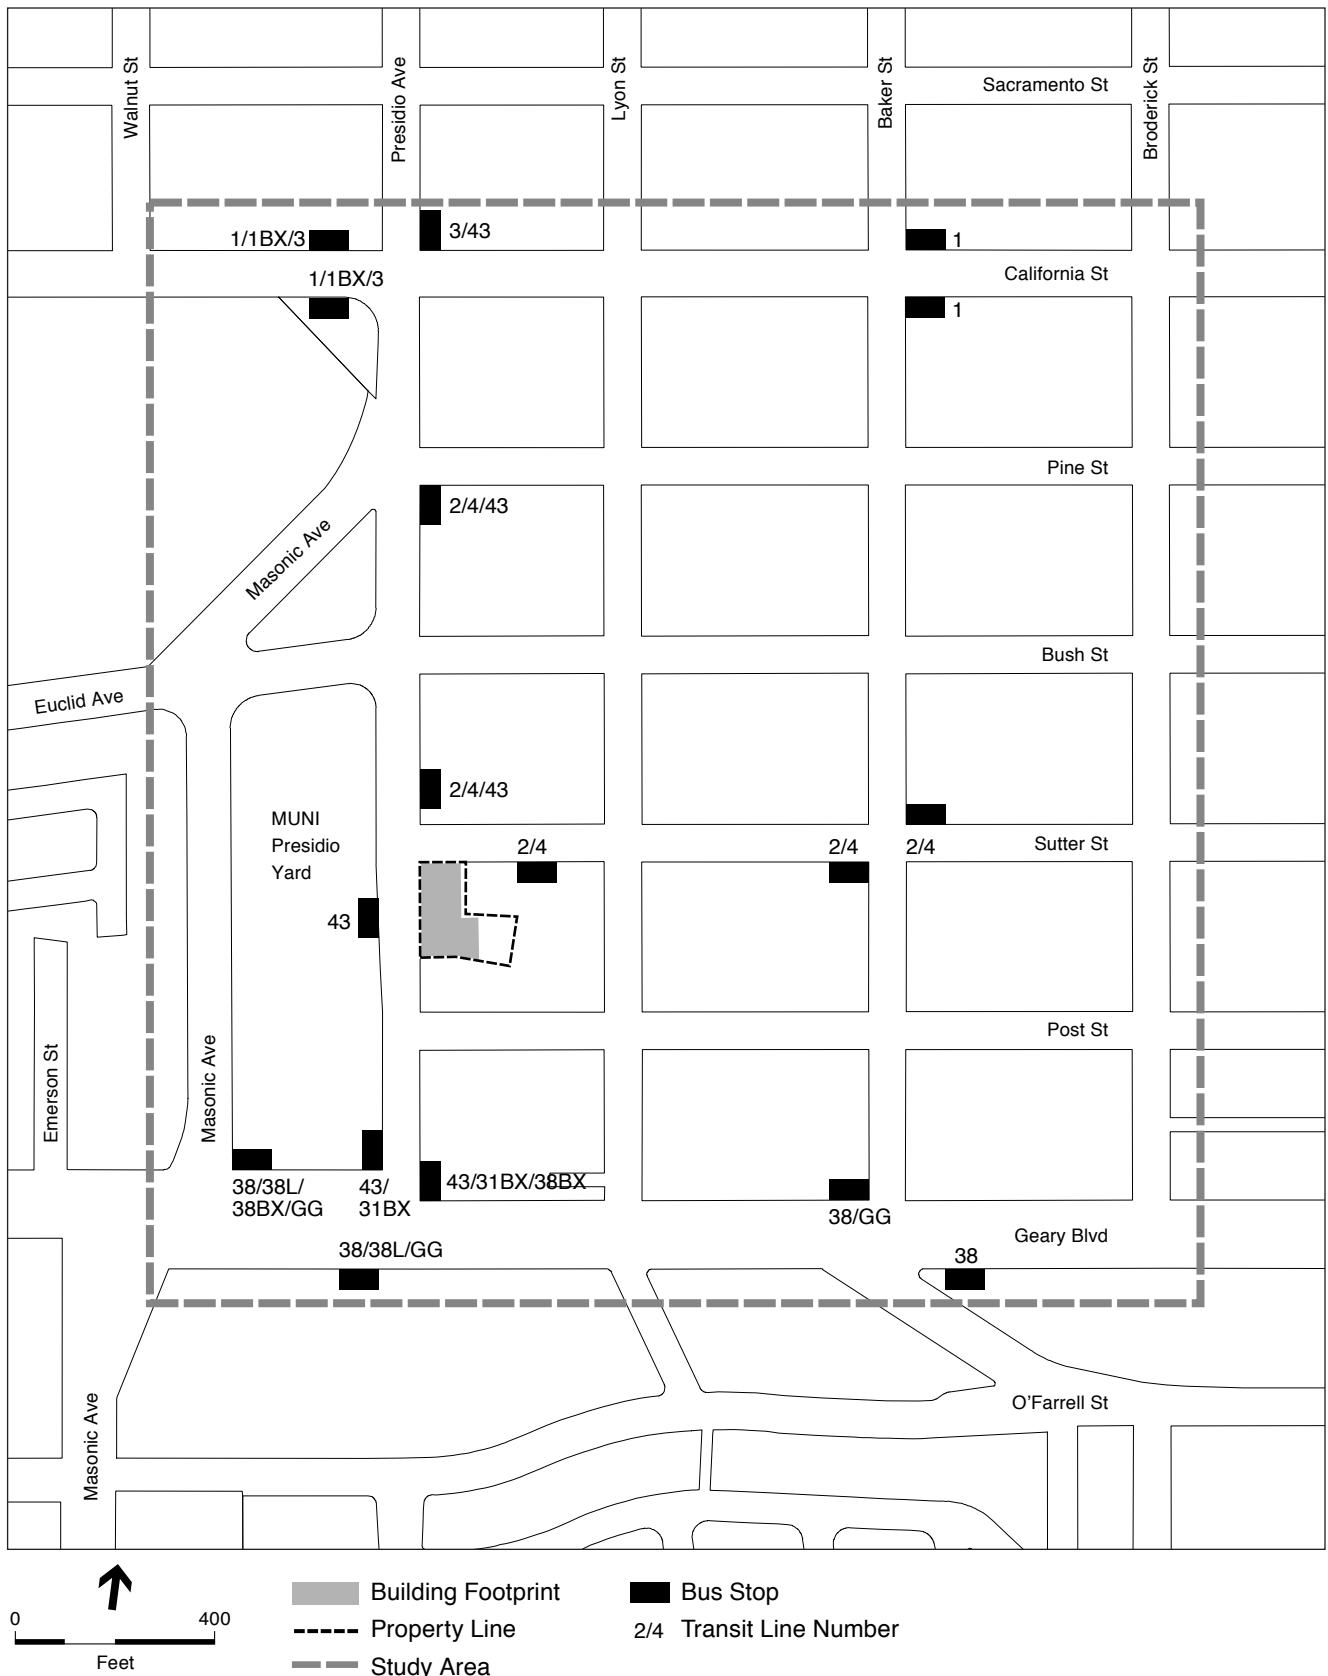 Walnut St
Presidio Ave
Lyon St
Baker St
Broderick St
Sacramento St
1/1BX/3
3/43
1
California St
1/1BX/3
1
Pine St
2/4/43
Masonic Ave
Bush St
Euclid Ave
2/4/43
MUNI
Presidio
Yard
2/4
2/4
2/4
Sutter St
43
Post St
Emerson St
Masonic Ave
38/38L/
38BX/GG
43/
31BX
43/31BX/38BX
38/GG
Geary Blvd
38/38L/GG
38
O'Farrell St
Masonic Ave
0 400
Feet
Building Footprint
Property Line
Study Area
Bus Stop
2/4 Transit Line Number